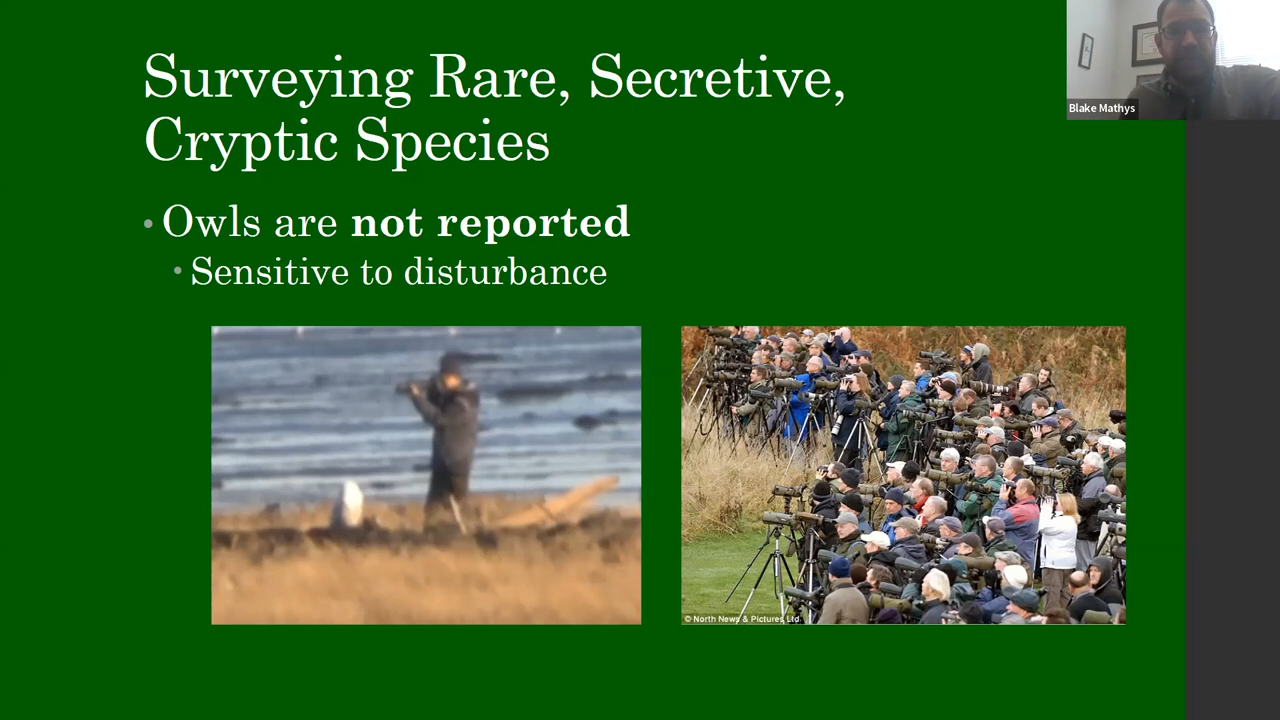 Surveying Rare, Secretive,
Cryptic Species
• Owls are not reported
• Sensitive to disturbance
© North News & Pictures Ltd.
Blake Mathys